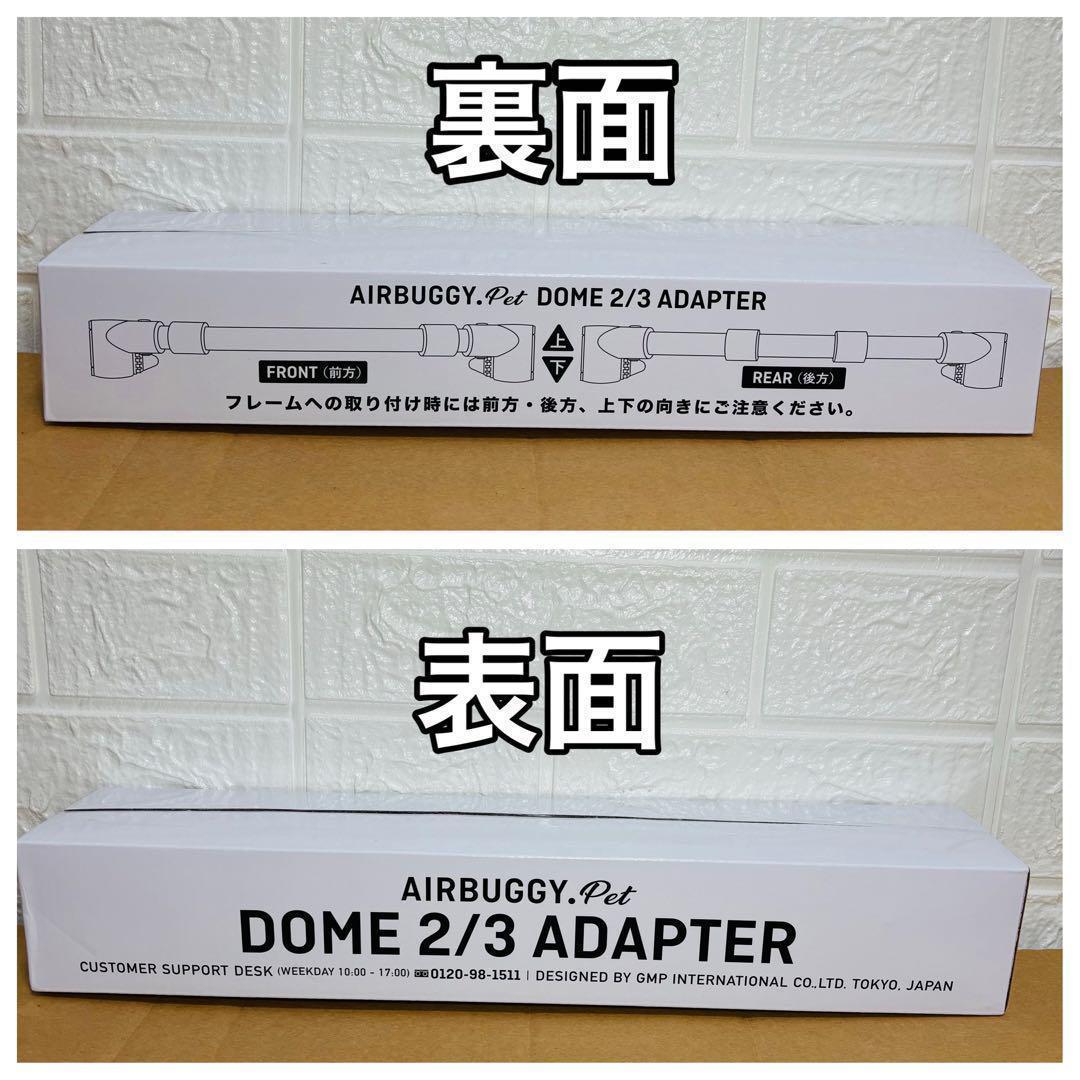 裏面
AIRBUGGY.Pet DOME 2/3 ADAPTER
上
下
FRONT (前方)
REAR (後方)
フレームへの取り付け時には前方・後方、上下の向きにご注意ください。
表面
AIRBUGGY.Pet
DOME 2/3 ADAPTER
CUSTOMER SUPPORT DESK (WEEKDAY 10:00 - 17:00) 0120-98-1511 | DESIGNED BY GMP INTERNATIONAL CO.,LTD. TOKYO, JAPAN